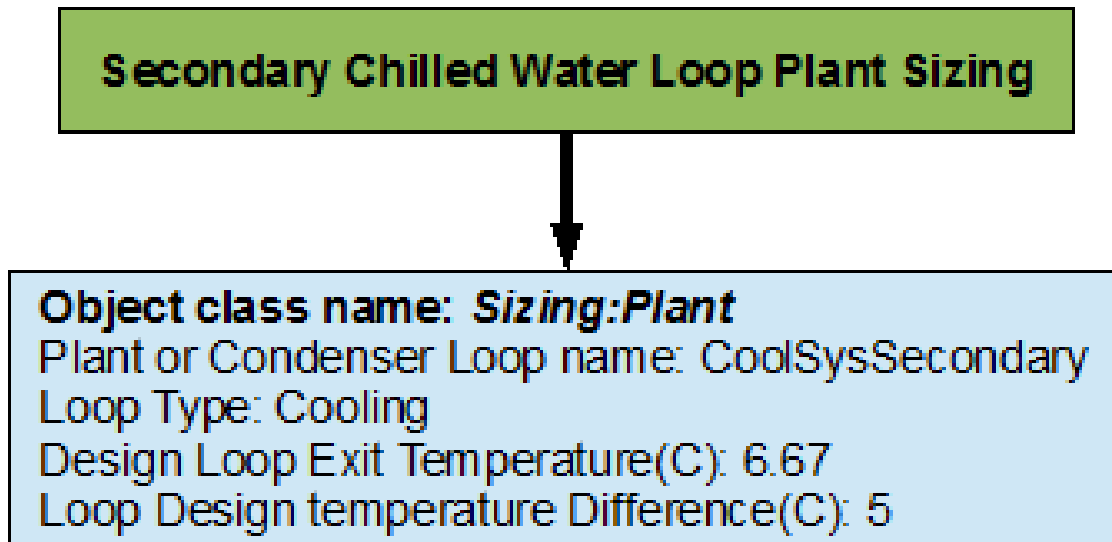 Secondary Chilled Water Loop Plant Sizing
Object class name: Sizing:Plant
Plant or Condenser Loop name: CoolSysSecondary
Loop Type: Cooling
Design Loop Exit Temperature(C): 6.67
Loop Design temperature Difference(C): 5